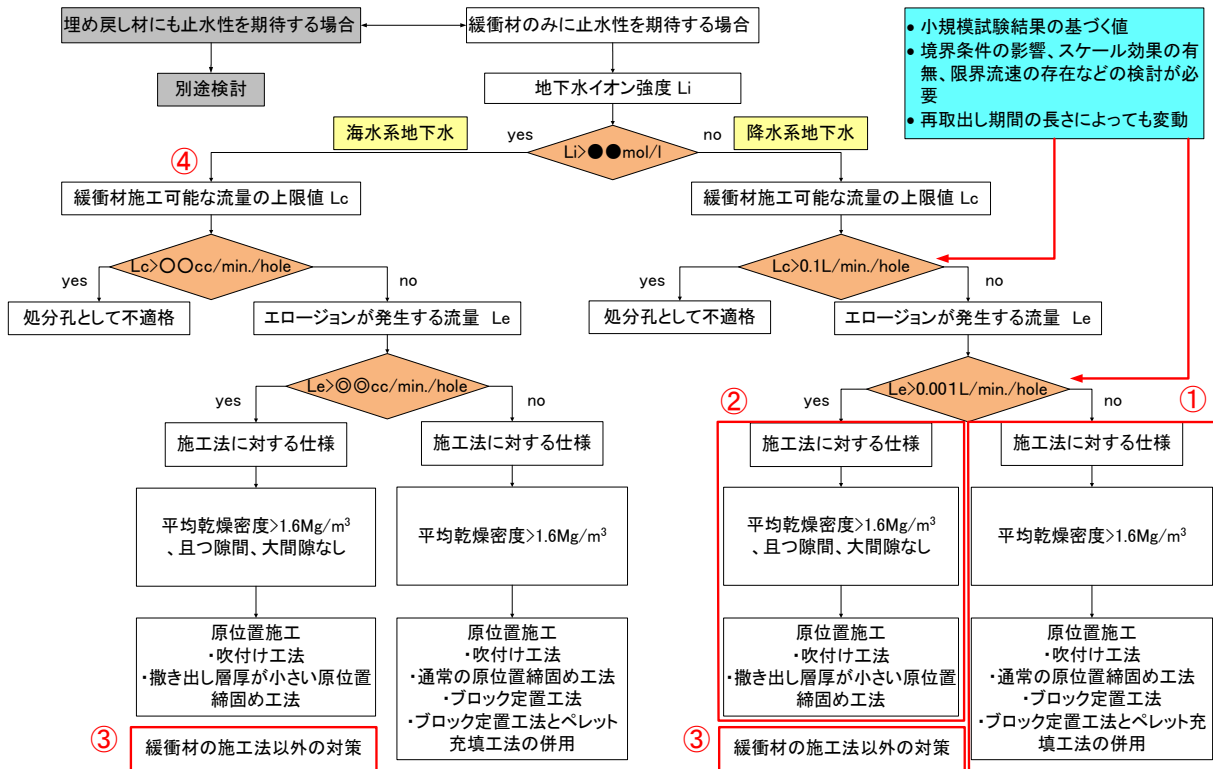 埋め戻し材にも止水性を期待する場合
緩衝材のみに止水性を期待する場合
別途検討
地下水イオン強度 Li
● 小規模試験結果の基づく値
● 境界条件の影響、スケール効果の有
無、限界流速の存在などの検討が必
要
● 再取出し期間の長さによっても変動
海水系地下水
yes
Li>●●mol/l
no
降水系地下水
④
緩衝材施工可能な流量の上限値 Lc
Lc>〇〇cc/min./hole
yes
no
処分孔として不適格
エロージョンが発生する流量 Le
Le>◎◎cc/min./hole
yes
no
施工法に対する仕様
施工法に対する仕様
平均乾燥密度>1.6Mg/m³
、且つ隙間、大間隙なし
平均乾燥密度>1.6Mg/m³
原位置施工
・吹付け工法
・撒き出し層厚が小さい原位置
締固め工法
原位置施工
・吹付け工法
・通常の原位置締固め工法
・ブロック定置工法
・ブロック定置工法とペレット
充填工法の併用
③
緩衝材の施工法以外の対策
緩衝材施工可能な流量の上限値 Lc
Lc>0.1L/min./hole
yes
no
処分孔として不適格
エロージョンが発生する流量 Le
Le>0.001L/min./hole
yes
no
②
①
施工法に対する仕様
施工法に対する仕様
平均乾燥密度>1.6Mg/m³
、且つ隙間、大間隙なし
平均乾燥密度>1.6Mg/m³
原位置施工
・吹付け工法
・撒き出し層厚が小さい原位置
締固め工法
原位置施工
・吹付け工法
・通常の原位置締固め工法
・ブロック定置工法
・ブロック定置工法とペレット充
填工法の併用
③
緩衝材の施工法以外の対策